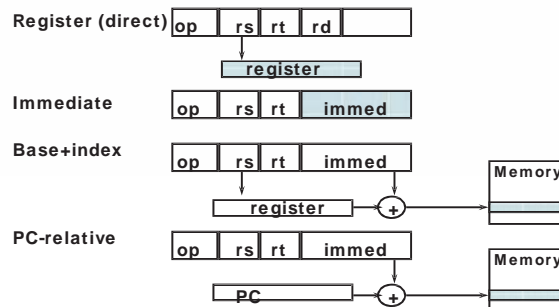 Register (direct) op rs rt rd
register
Immediate
op rs rt immed
Base+index
op rs rt immed
Memory
register +
PC-relative
op rs rt immed
Memory
PC +